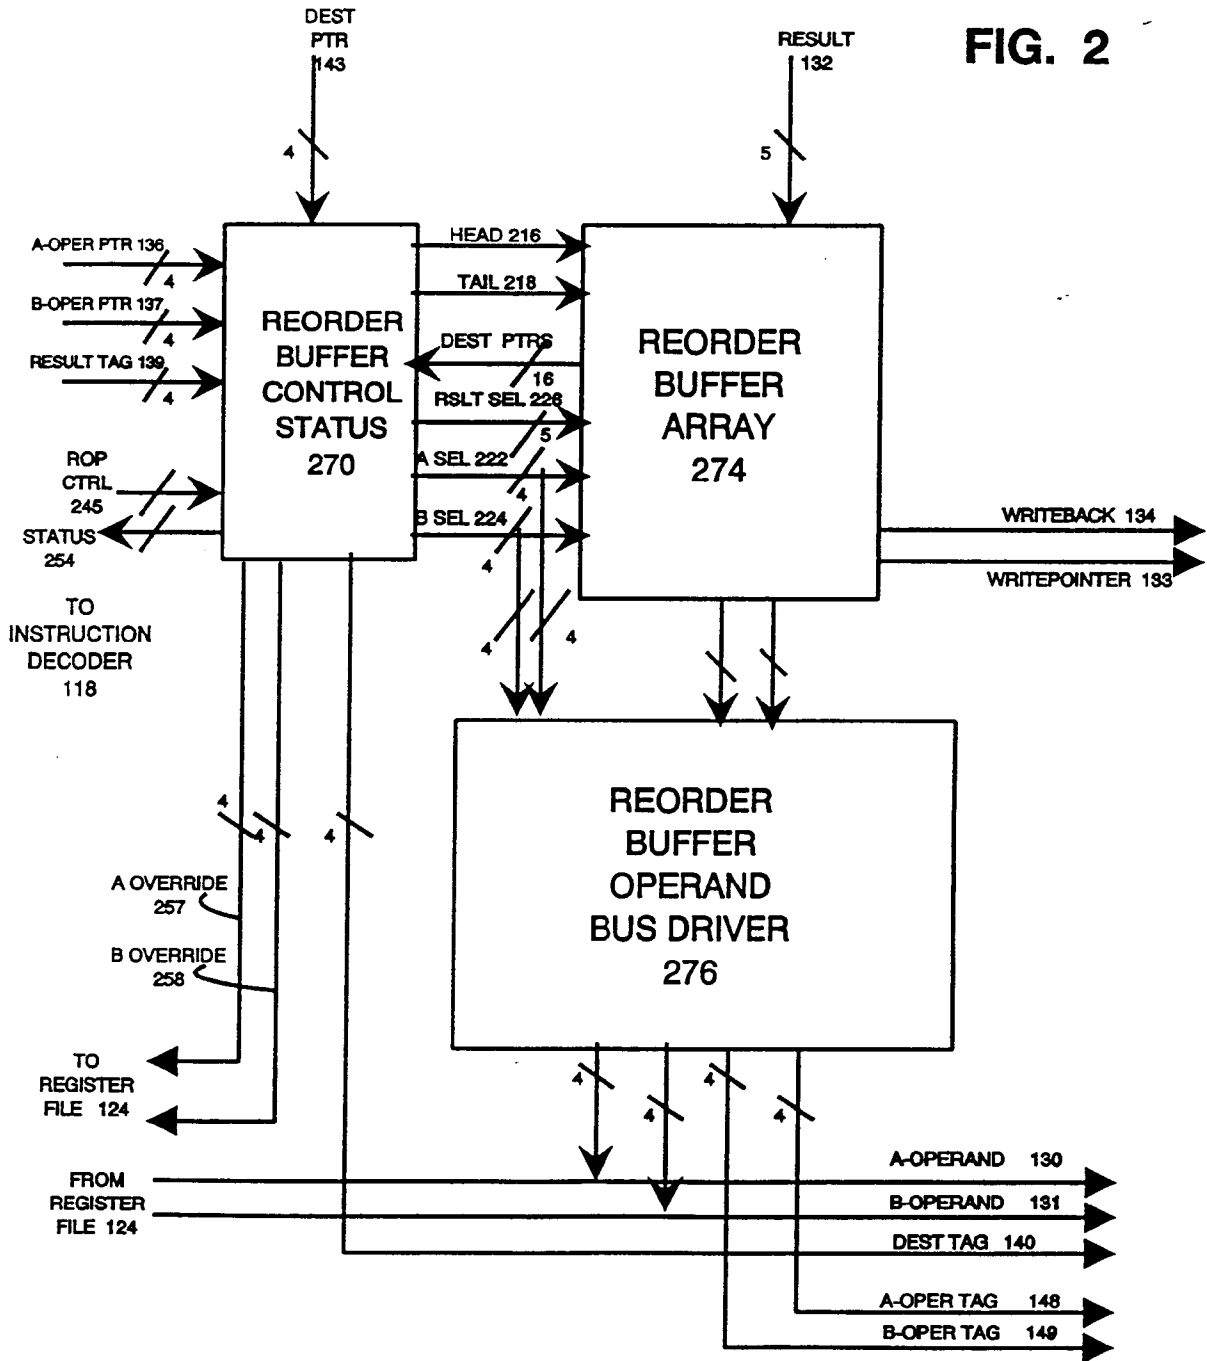 DEST
PTR
143
RESULT
132
FIG. 2
4
5
A-OPER PTR 136
4
B-OPER PTR 137
4
RESULT TAG 139
4
ROP
CTRL
245
STATUS
254
TO
INSTRUCTION
DECODER
118
REORDER
BUFFER
CONTROL
STATUS
270
HEAD 216
TAIL 218
DEST PTRS
16
RSLT SEL 226
5
A SEL 222
4
B SEL 224
4
4
4
REORDER
BUFFER
ARRAY
274
WRITEBACK 134
WRITEPOINTER 133
REORDER
BUFFER
OPERAND
BUS DRIVER
276
4
4
4
A OVERRIDE
257
B OVERRIDE
258
TO
REGISTER
FILE 124
4
4
4
4
FROM
REGISTER
FILE 124
A-OPERAND 130
B-OPERAND 131
DEST TAG 140
A-OPER TAG 148
B-OPER TAG 149